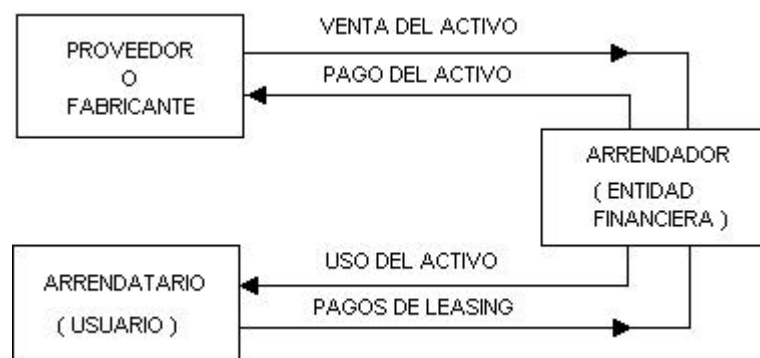 VENTA DEL ACTIVO
PROVEEDOR
O
FABRICANTE
PAGO DEL ACTIVO
ARRENDADOR
( ENTIDAD
FINANCIERA )
USO DEL ACTIVO
ARRENDATARIO
( USUARIO )
PAGOS DE LEASING